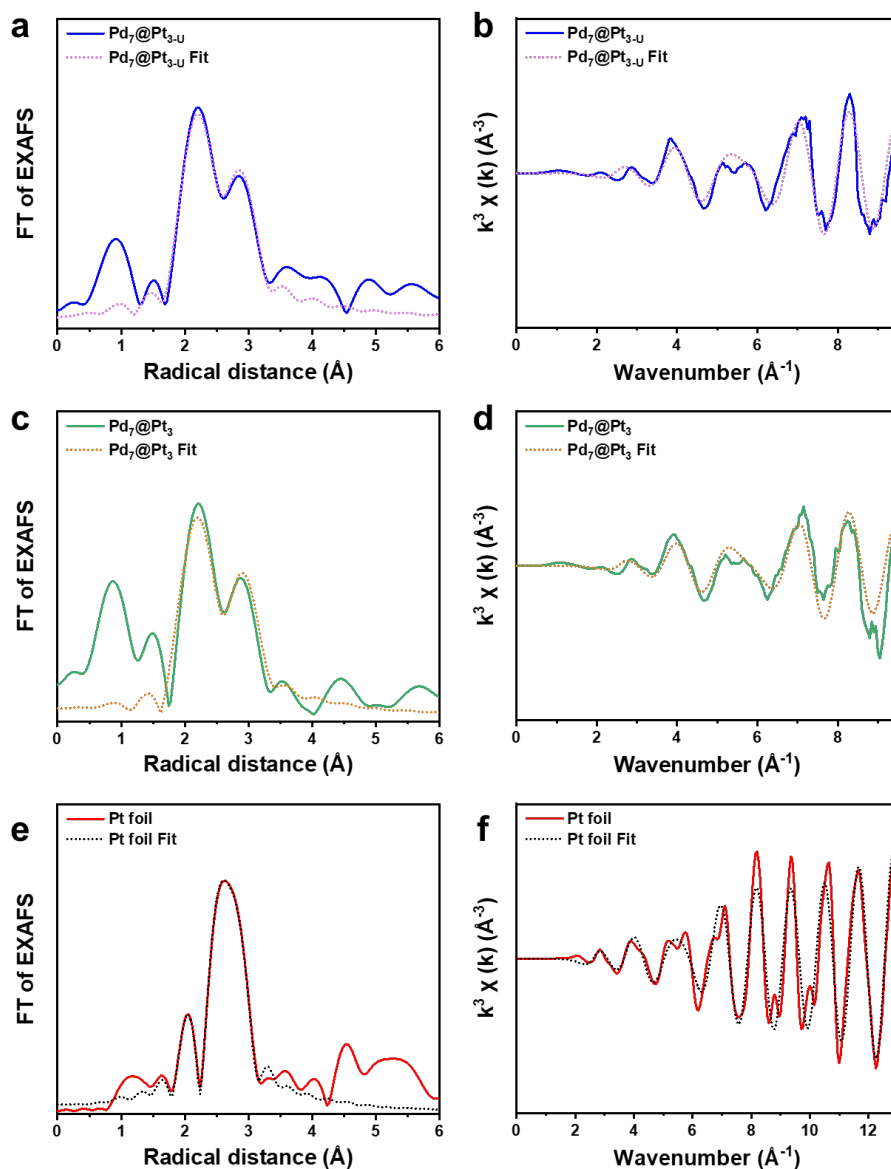 a
Pd₇@Pt₃₋ᵤ
Pd₇@Pt₃₋ᵤ Fit
FT of EXAFS
0 1 2 3 4 5 6
Radical distance (Å)
b
Pd₇@Pt₃₋ᵤ
Pd₇@Pt₃₋ᵤ Fit
k³ χ (k) (Å⁻³)
0 2 4 6 8
Wavenumber (Å⁻¹)
c
Pd₇@Pt₃
Pd₇@Pt₃ Fit
FT of EXAFS
0 1 2 3 4 5 6
Radical distance (Å)
d
Pd₇@Pt₃
Pd₇@Pt₃ Fit
k³ χ (k) (Å⁻³)
0 2 4 6 8
Wavenumber (Å⁻¹)
e
Pt foil
Pt foil Fit
FT of EXAFS
0 1 2 3 4 5 6
Radical distance (Å)
f
Pt foil
Pt foil Fit
k³ χ (k) (Å⁻³)
0 2 4 6 8 10 12
Wavenumber (Å⁻¹)